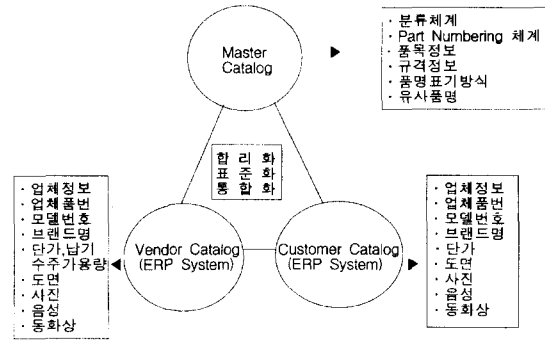 Master
Catalog
· 분류체계
· Part Numbering 체계
· 품목정보
· 규격정보
· 품명표기방식
· 유사품명
합 리 화
표 준 화
통 합 화
· 업체정보
· 업체품번
· 모델번호
· 브랜드명
· 단가,납기
수주가용량
· 도면
· 사진
· 음성
· 동화상
Vendor Catalog
(ERP System)
Customer Catalog
(ERP System)
· 업체정보
· 업체품번
· 모델번호
· 브랜드명
· 단가
· 도면
· 사진
· 음성
· 동화상